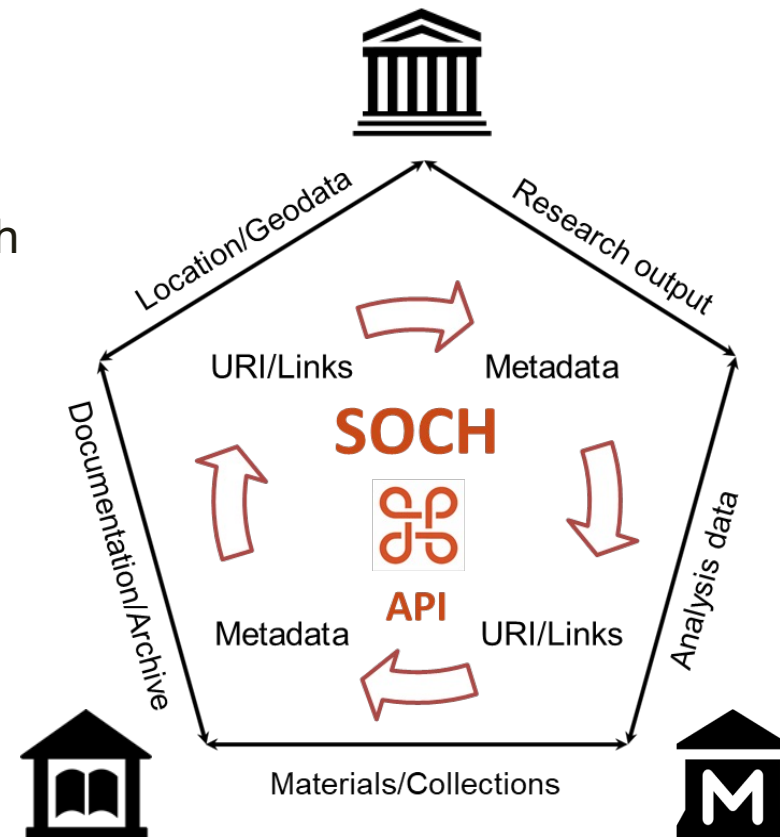 h
Location/Geodata
Research output
URI/Links
Metadata
SOCH
Documentation/Archive
API
Analysis data
Metadata
URI/Links
Materials/Collections
M